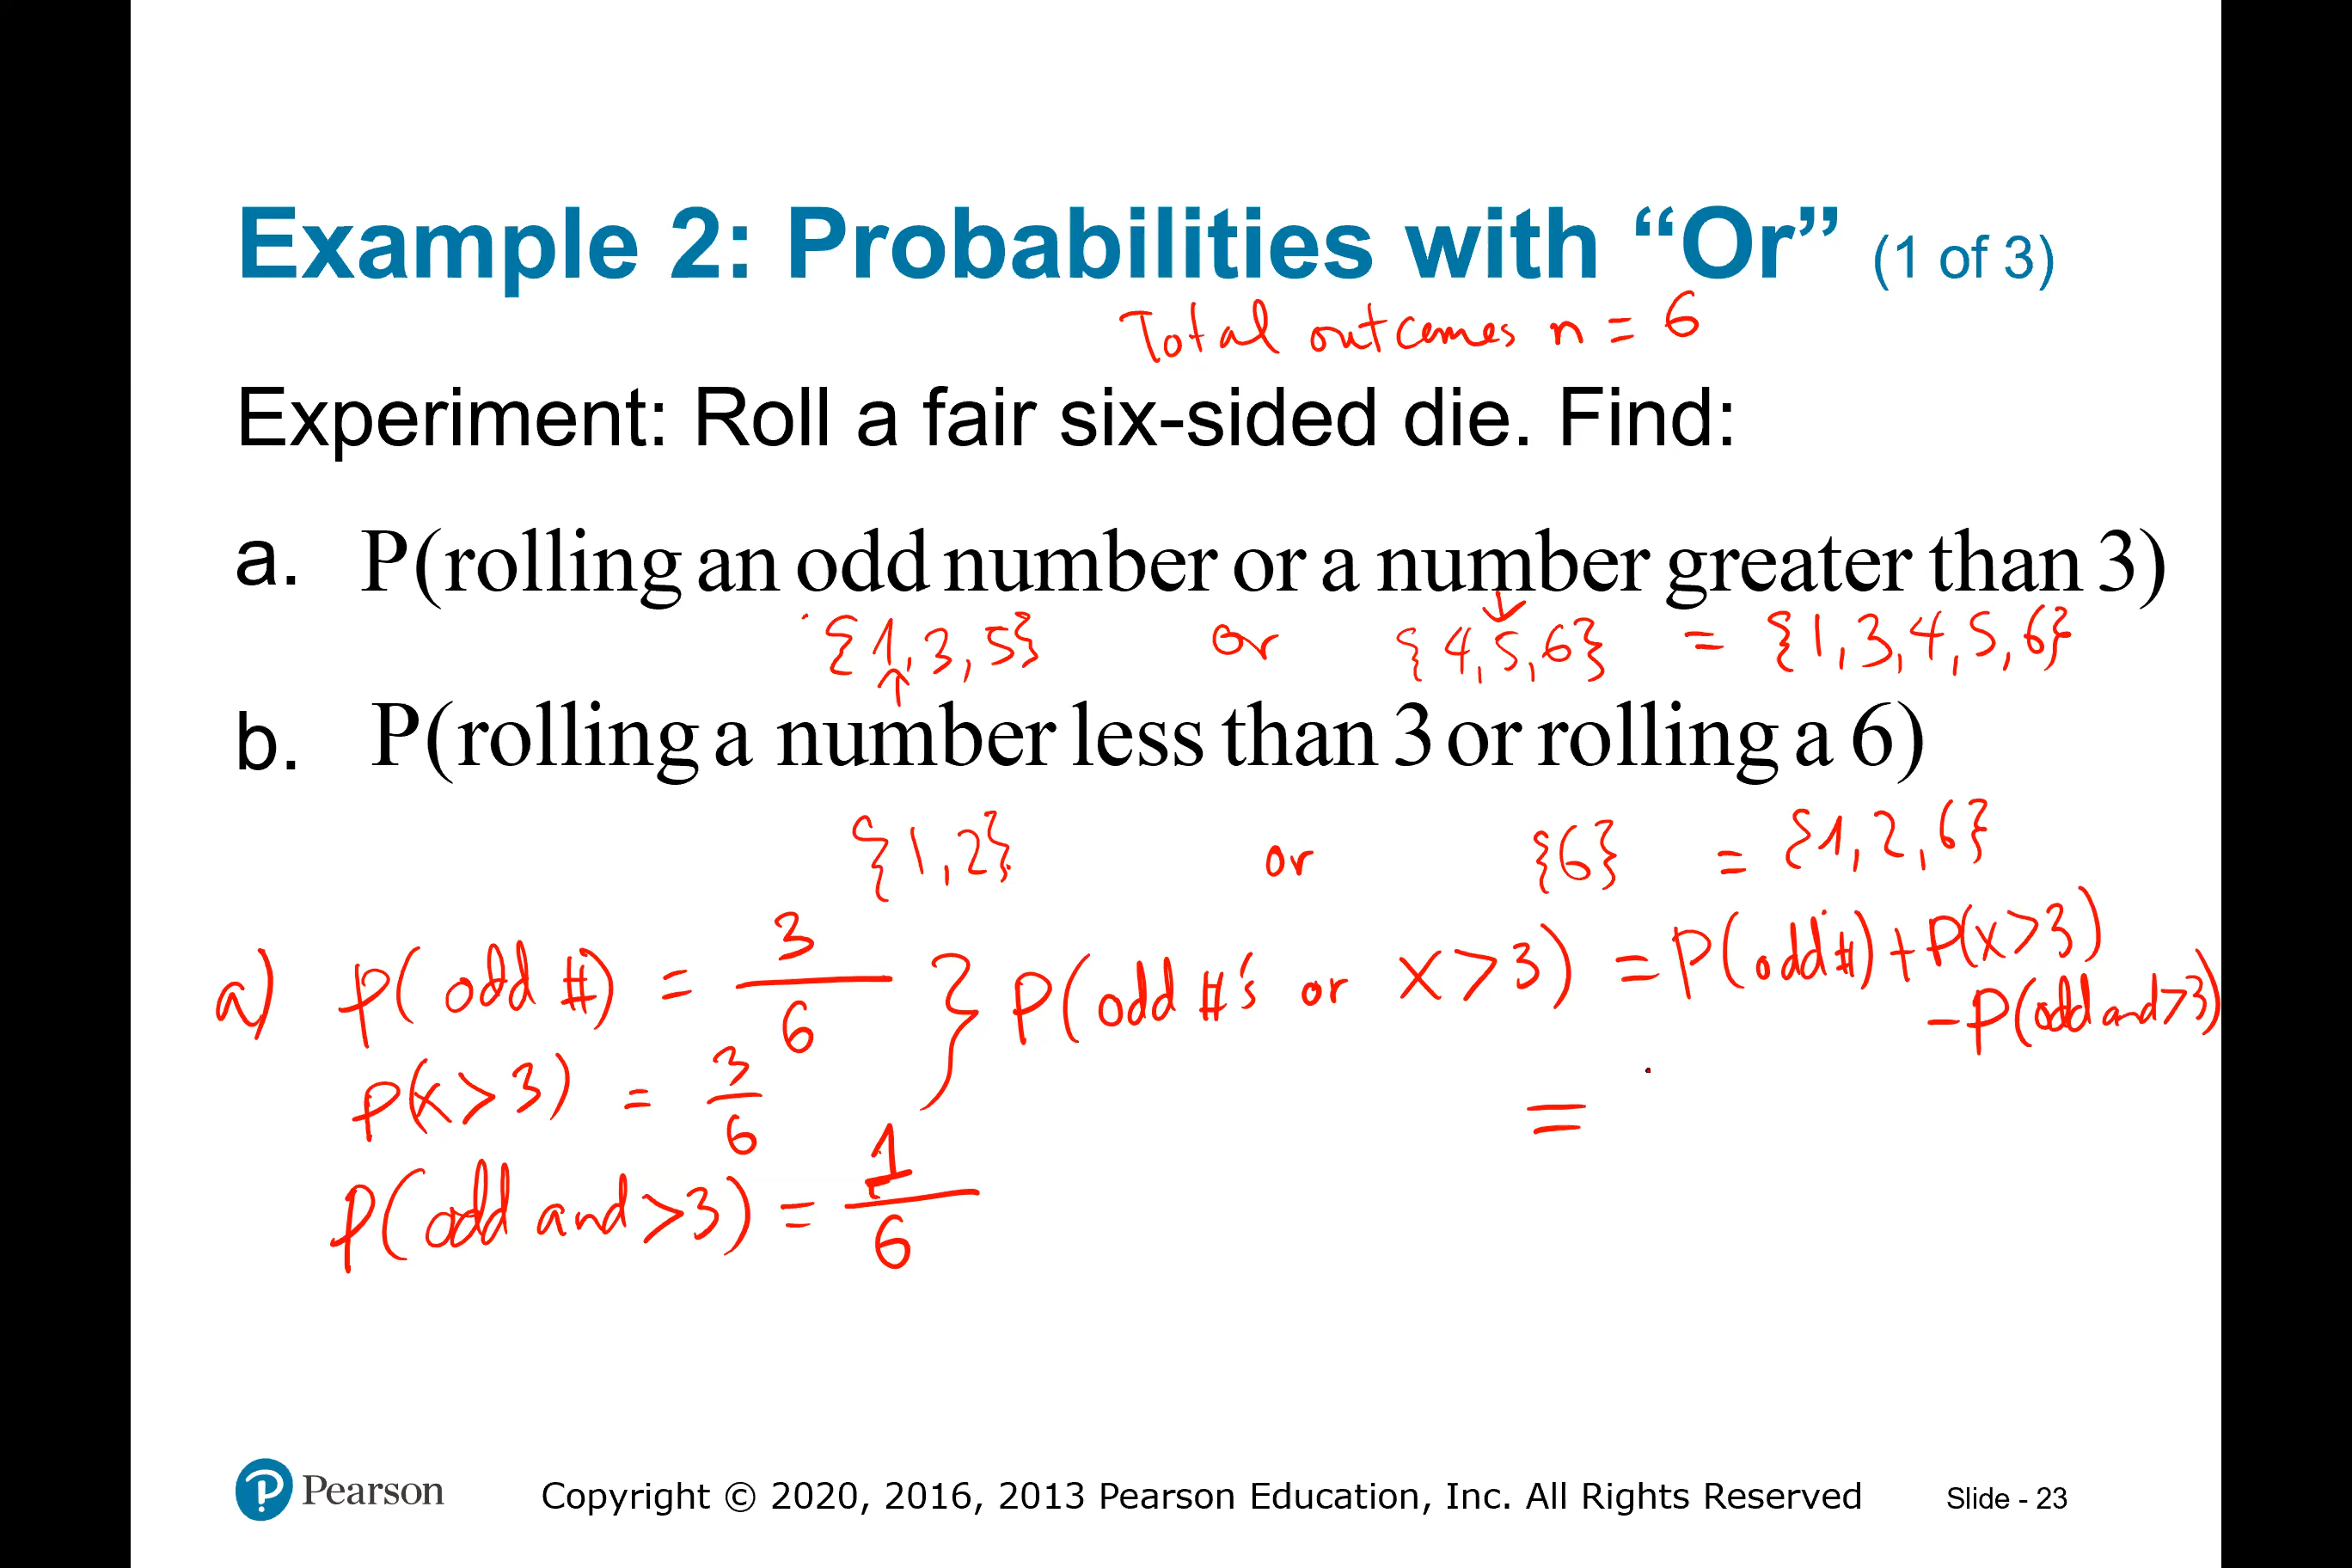 Example 2: Probabilities with “Or” (1 of 3)
Total outcomes n = 6
Experiment: Roll a fair six-sided die. Find:
a. P(rolling an odd number or a number greater than 3)
{1, 3, 5} or {4, 5, 6} = {1, 3, 4, 5, 6}
b. P(rolling a number less than 3 or rolling a 6)
{1, 2} or {6} = {1, 2, 6}
a) P(odd #) = 3/6 } P(odd #'s or x > 3) = P(odd #) + P(x > 3)
- P(odd and > 3)
P(x > 3) = 3/6
=
P(odd and > 3) = 1/6
Pearson
Copyright © 2020, 2016, 2013 Pearson Education, Inc. All Rights Reserved
Slide - 23